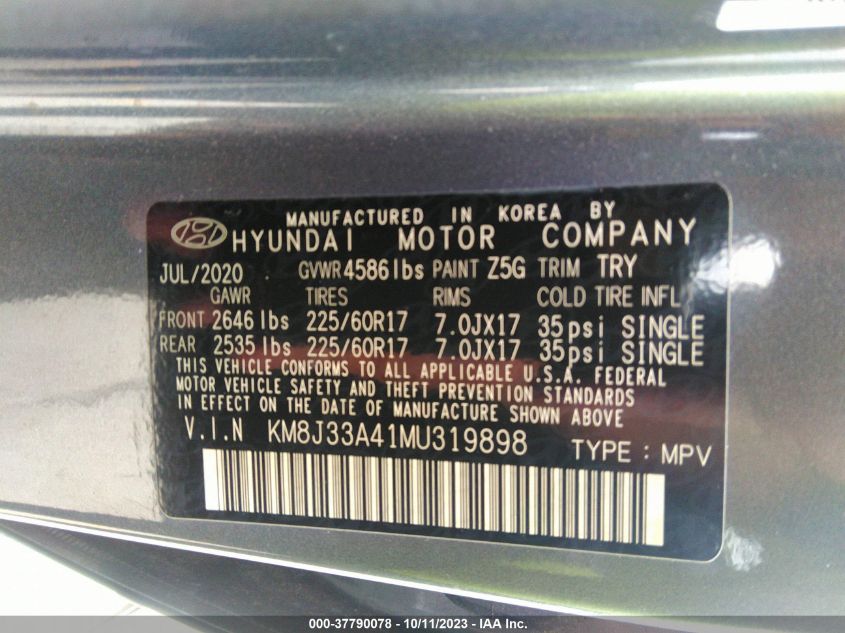 MANUFACTURED IN KOREA BY
HYUNDAI MOTOR COMPANY
JUL/2020 GVWR 4586 lbs PAINT Z5G TRIM TRY
GAWR TIRES RIMS COLD TIRE INFL
FRONT 2646 lbs 225/60R17 7.0JX17 35psi SINGLE
REAR 2535 lbs 225/60R17 7.0JX17 35psi SINGLE
THIS VEHICLE CONFORMS TO ALL APPLICABLE U.S.A. FEDERAL
MOTOR VEHICLE SAFETY AND THEFT PREVENTION STANDARDS
IN EFFECT ON THE DATE OF MANUFACTURE SHOWN ABOVE
V.I.N KM8J33A41MU319898 TYPE : MPV
000-37790078 - 10/11/2023 - IAA Inc.